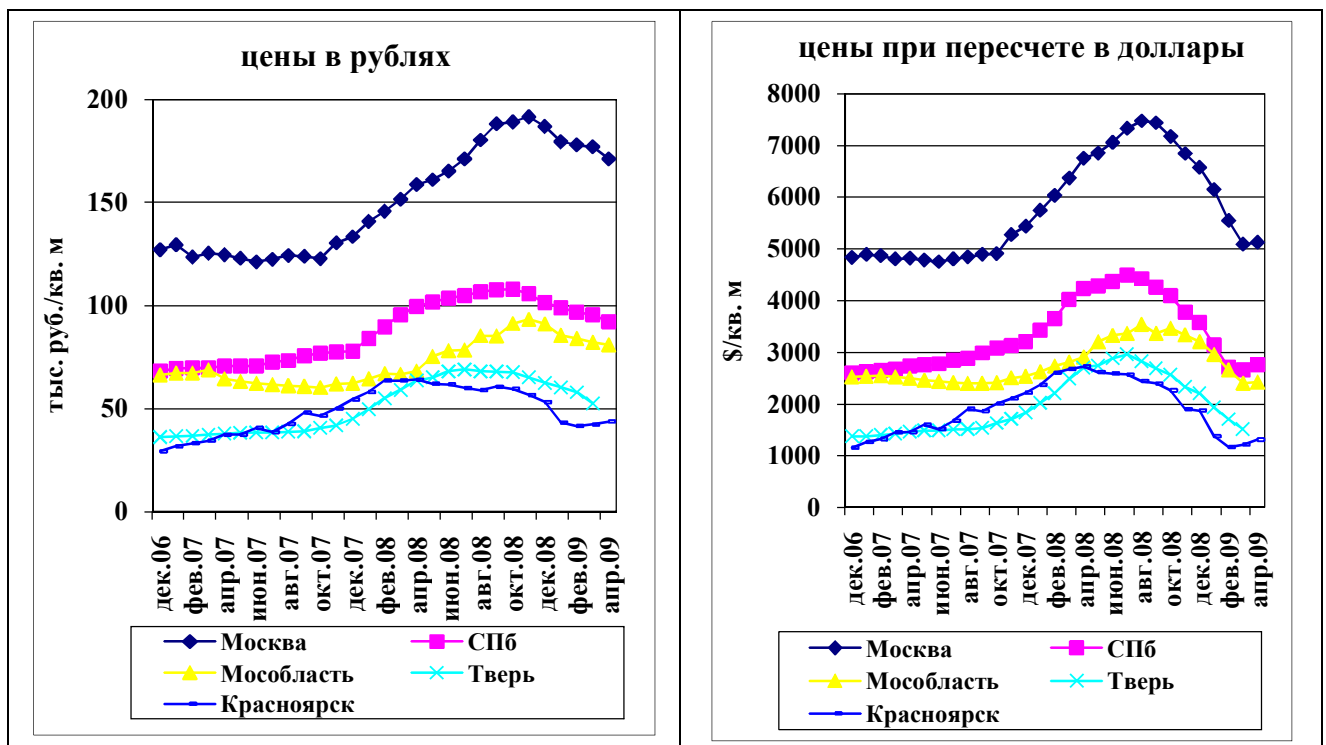 цены в рублях
тыс. руб./кв. м
200
150
100
50
0
дек.06
фев.07
апр.07
июн.07
авг.07
окт.07
дек.07
фев.08
апр.08
июн.08
авг.08
окт.08
дек.08
фев.09
апр.09
Москва СПб
Мособласть Тверь
Красноярск
цены при пересчете в доллары
$/кв. м
8000
7000
6000
5000
4000
3000
2000
1000
0
дек.06
фев.07
апр.07
июн.07
авг.07
окт.07
дек.07
фев.08
апр.08
июн.08
авг.08
окт.08
дек.08
фев.09
апр.09
Москва СПб
Мособласть Тверь
Красноярск